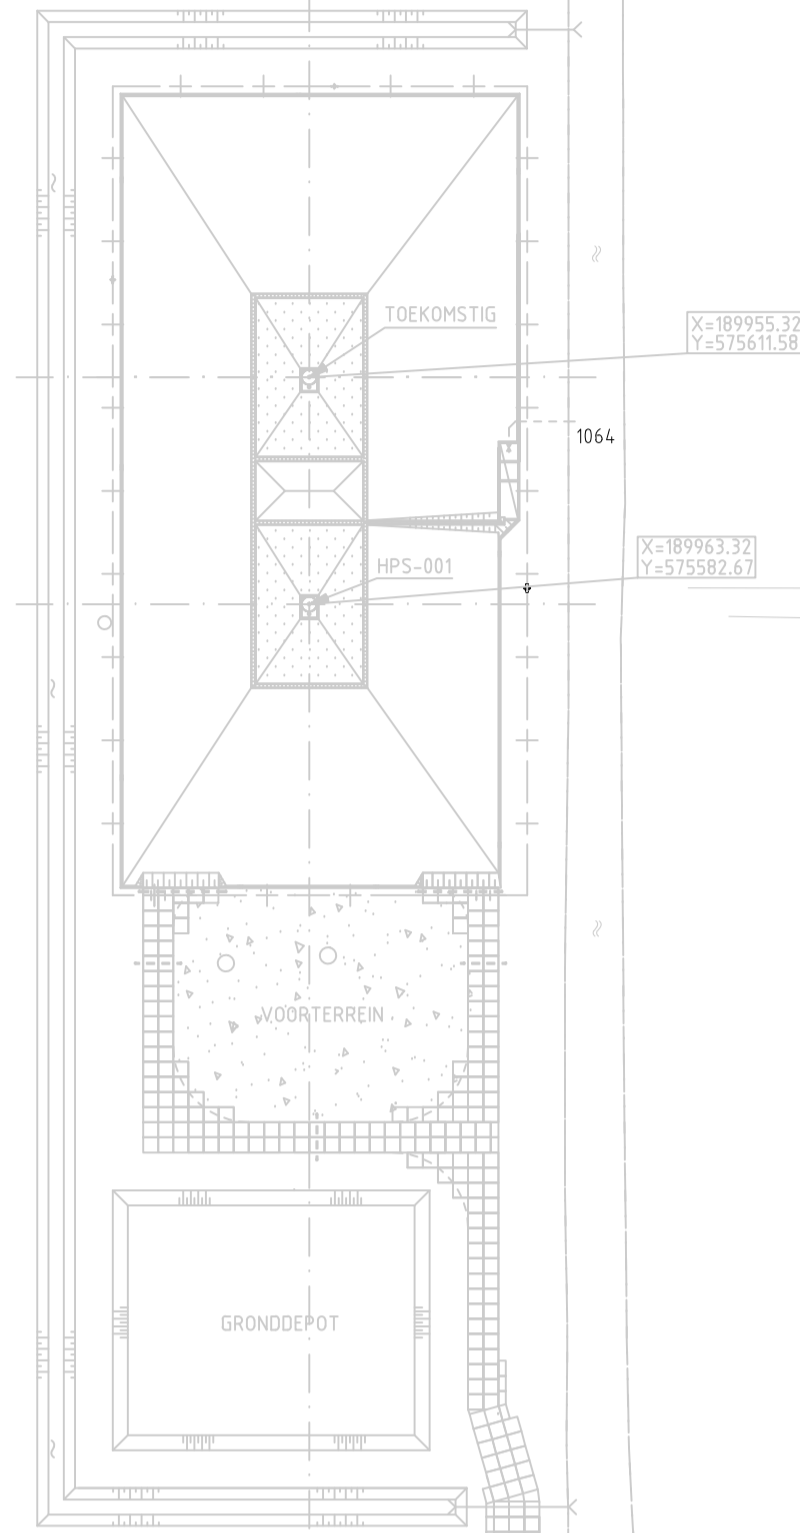 TOEKOMSTIG
X=189955.32
Y=575611.58
1064
X=189963.32
Y=575582.67
HPS-001
VOORTERREIN
GRONDDEPOT